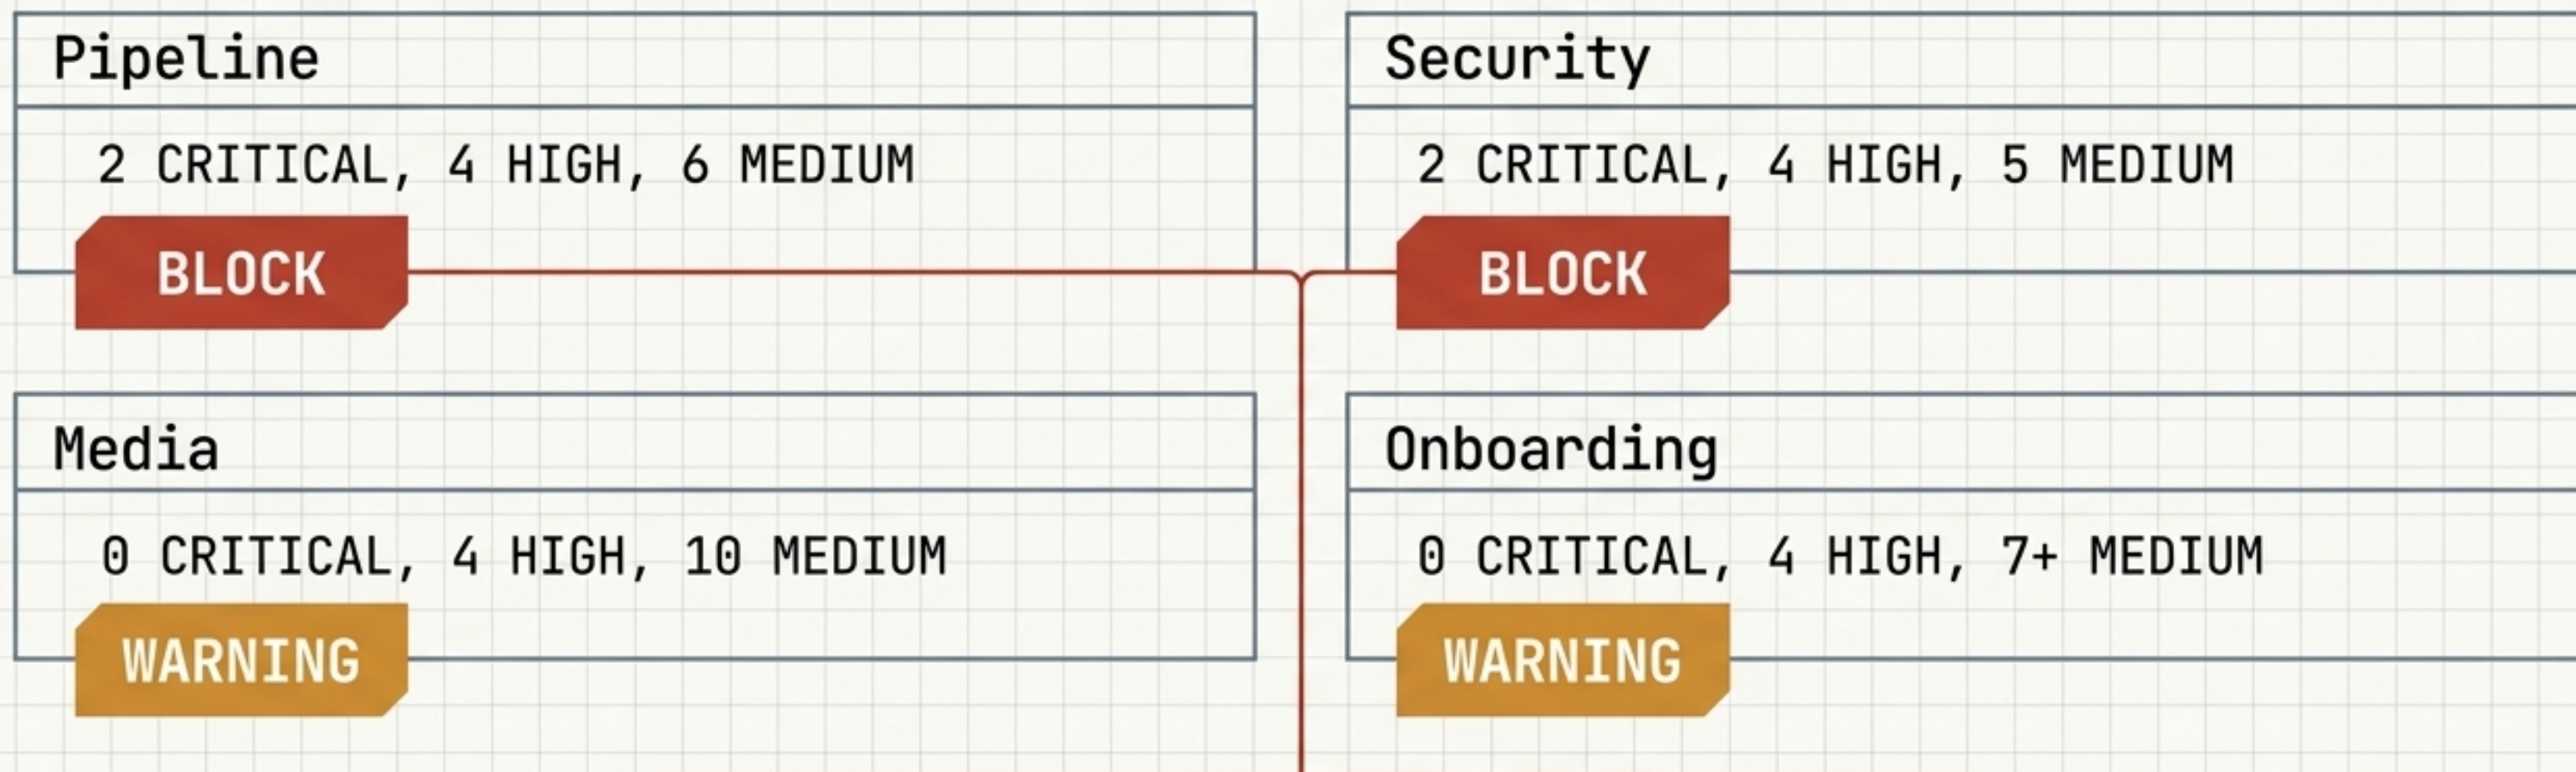 Pipeline
2 CRITICAL, 4 HIGH, 6 MEDIUM
BLOCK
Security
2 CRITICAL, 4 HIGH, 5 MEDIUM
BLOCK
Media
0 CRITICAL, 4 HIGH, 10 MEDIUM
WARNING
Onboarding
0 CRITICAL, 4 HIGH, 7+ MEDIUM
WARNING